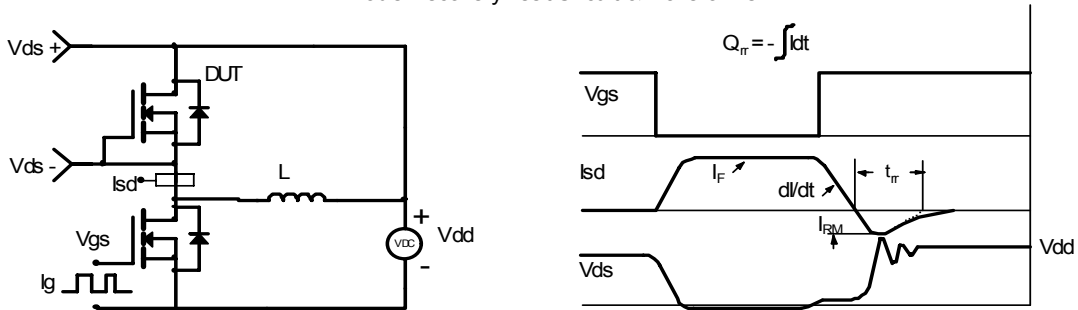 Vds +
DUT
Vds -
Isd
L
Vgs
Ig
+
VDC
Vdd
-
Qrr = - ∫Idt
Vgs
Isd
IF
dI/dt
trr
IRM
Vdd
Vds